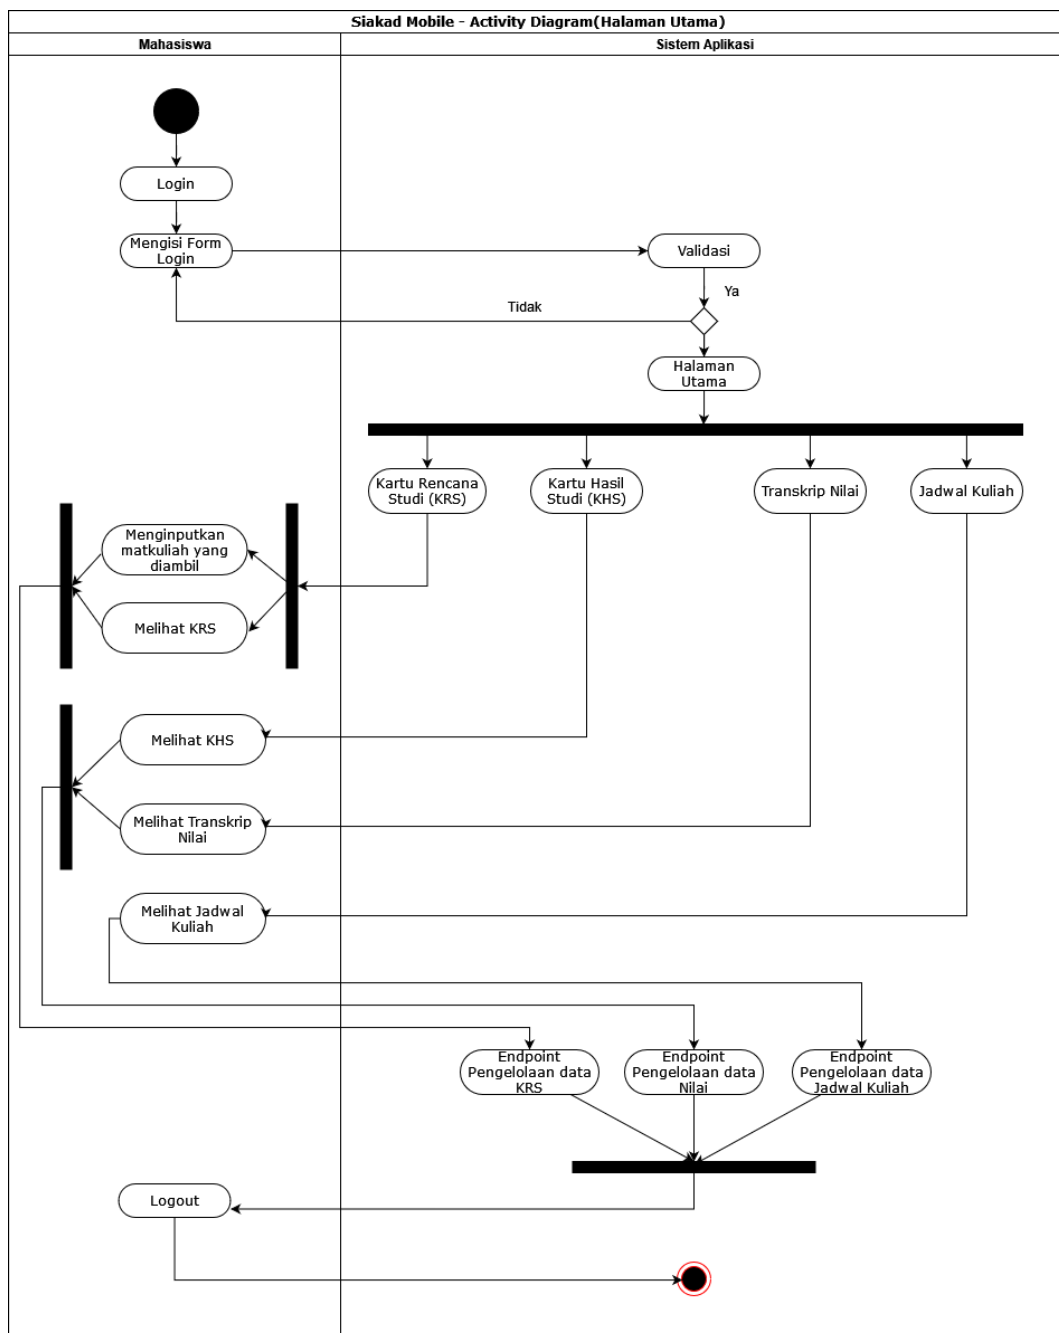 Siakad Mobile - Activity Diagram(Halaman Utama)
Mahasiswa
Sistem Aplikasi
Login
Mengisi Form
Login
Validasi
Ya
Tidak
Halaman
Utama
Kartu Rencana
Studi (KRS)
Kartu Hasil
Studi (KHS)
Transkrip Nilai
Jadwal Kuliah
Menginputkan
matkuliah yang
diambil
Melihat KRS
Melihat KHS
Melihat Transkrip
Nilai
Melihat Jadwal
Kuliah
Endpoint
Pengelolaan data
KRS
Endpoint
Pengelolaan data
Nilai
Endpoint
Pengelolaan data
Jadwal Kuliah
Logout